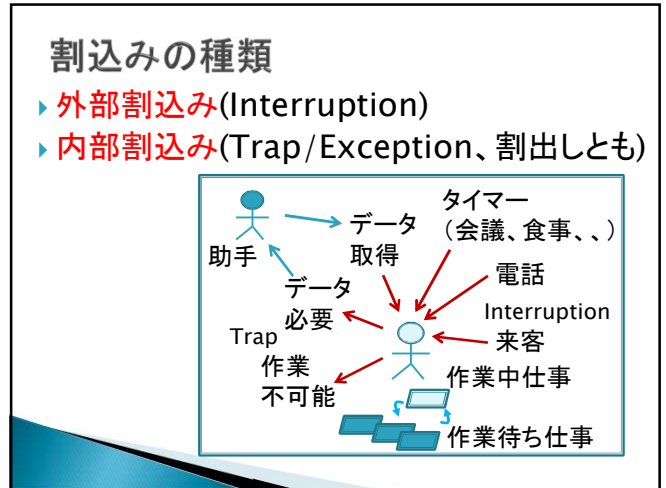 割込みの種類
外部割込み(Interruption)
内部割込み(Trap/Exception、割出しとも)
タイマー
(会議、食事、、)
データ
取得
助手
電話
データ
必要
Interruption
来客
Trap
作業
不可能
作業中仕事
作業待ち仕事